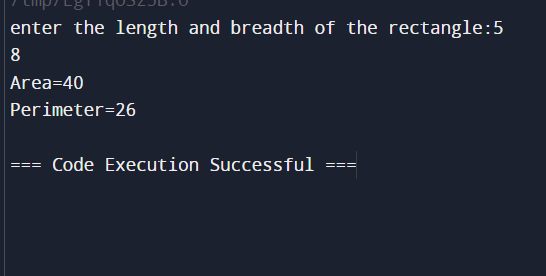 enter the length and breadth of the rectangle:5
8
Area=40
Perimeter=26
=== Code Execution Successful ===